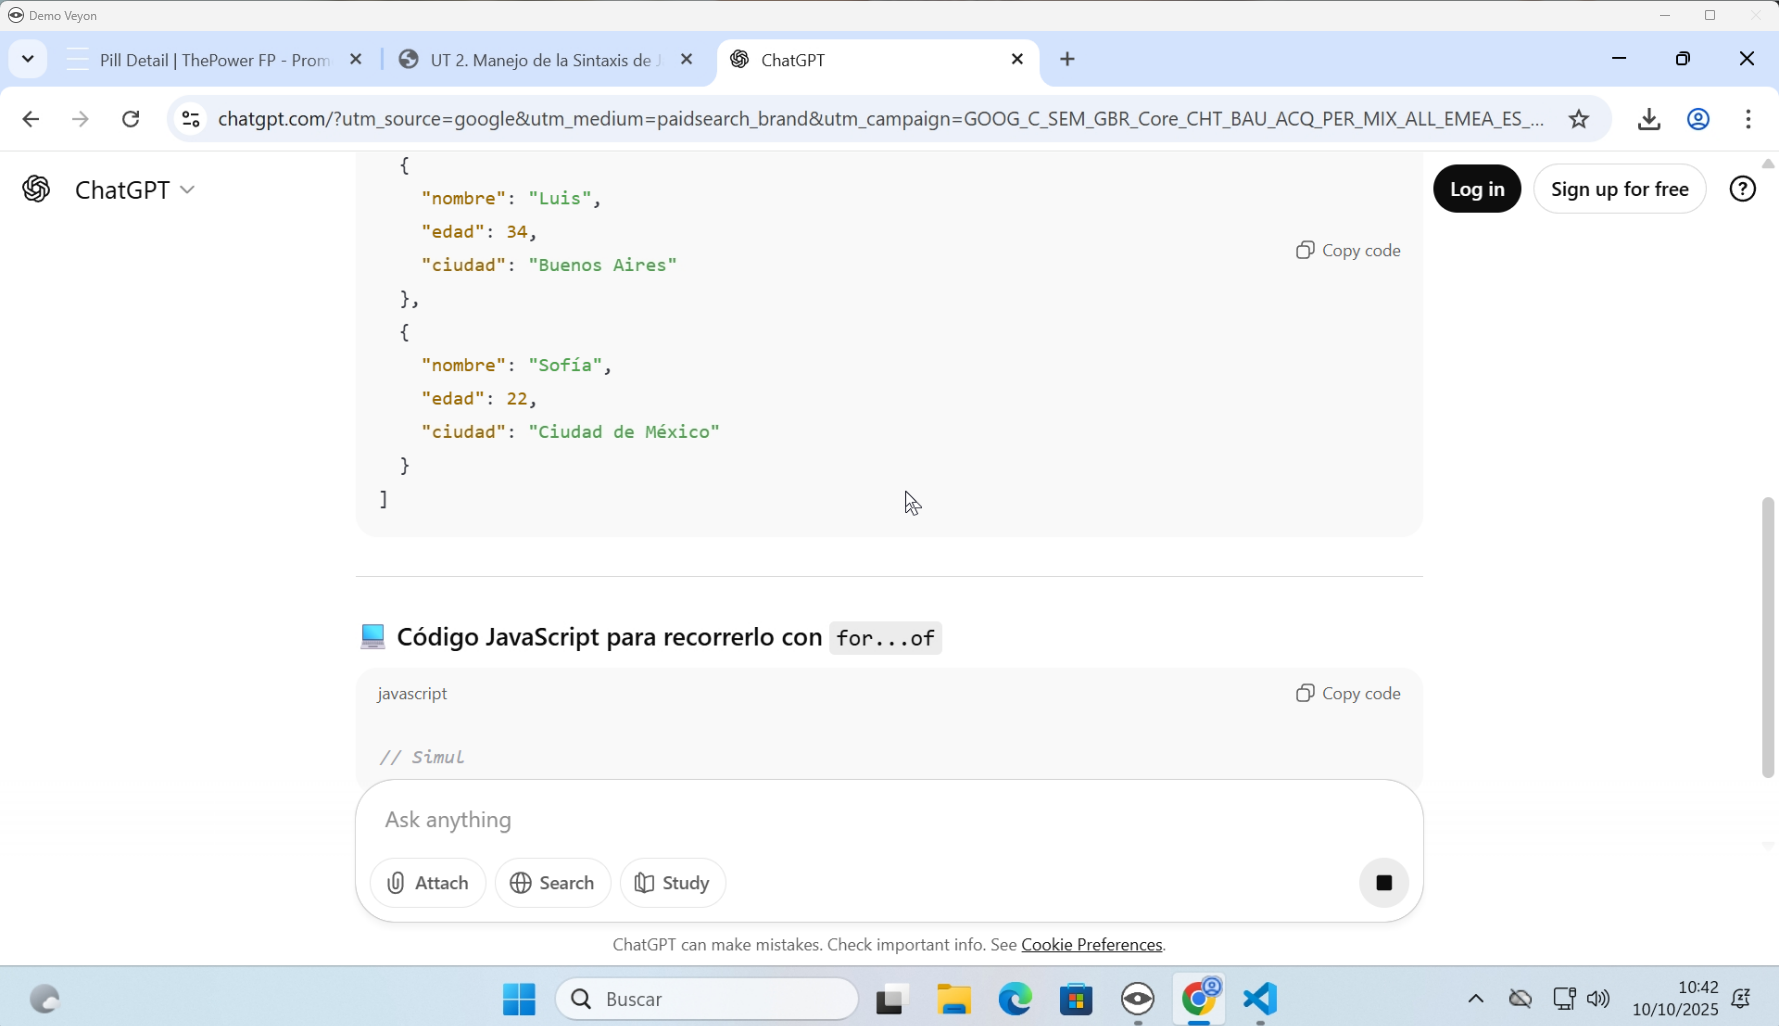 Demo Veyon
Pill Detail | ThePower FP - Prom
UT 2. Manejo de la Sintaxis de J
ChatGPT
chatgpt.com/?utm_source=google&utm_medium=paidsearch_brand&utm_campaign=GOOG_C_SEM_GBR_Core_CHT_BAU_ACQ_PER_MIX_ALL_EMEA_ES_...
ChatGPT
Log in
Sign up for free
{
"nombre": "Luis",
"edad": 34,
"ciudad": "Buenos Aires"
},
{
"nombre": "Sofía",
"edad": 22,
"ciudad": "Ciudad de México"
}
]
Copy code
Código JavaScript para recorrerlo con for...of
javascript
Copy code
// Simul
Ask anything
Attach
Search
Study
ChatGPT can make mistakes. Check important info. See Cookie Preferences.
Buscar
10:42
10/10/2025